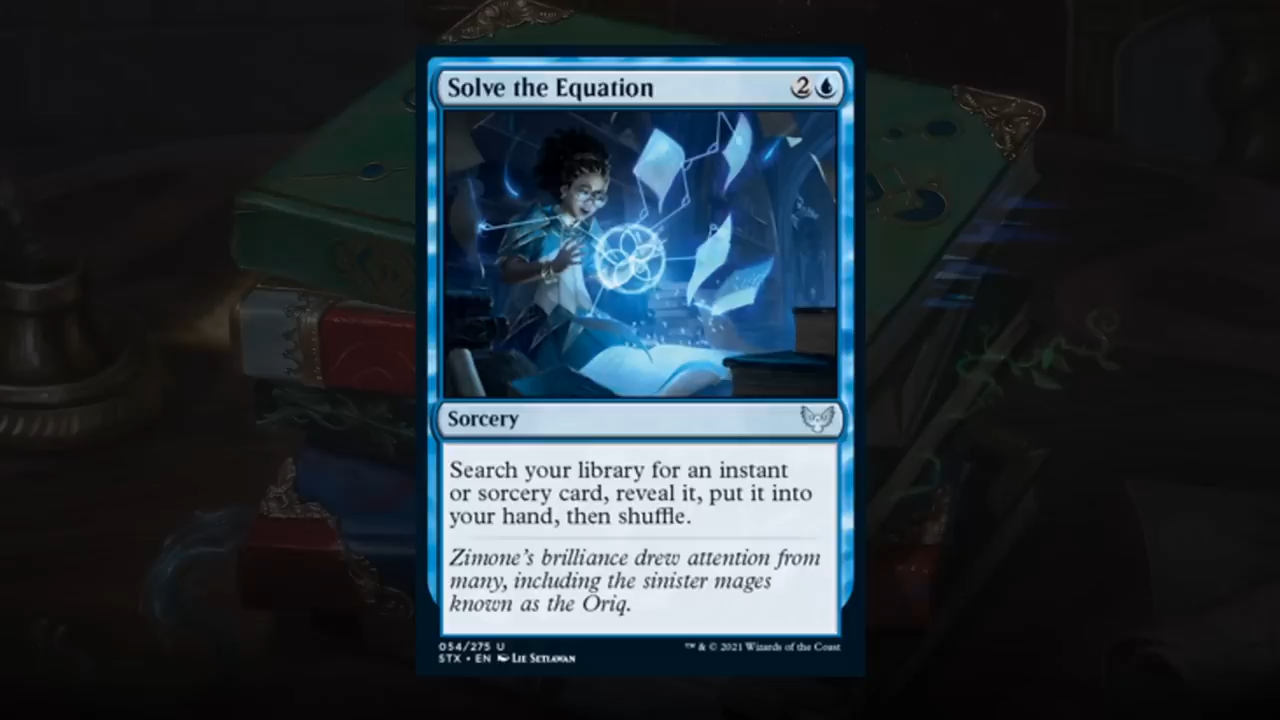 Solve the Equation 2
Sorcery
Search your library for an instant
or sorcery card, reveal it, put it into
your hand, then shuffle.
Zimone's brilliance drew attention from
many, including the sinister mages
known as the Oriq.
054/275 U
STX • EN Lie Setiawan
™ & © 2021 Wizards of the Coast